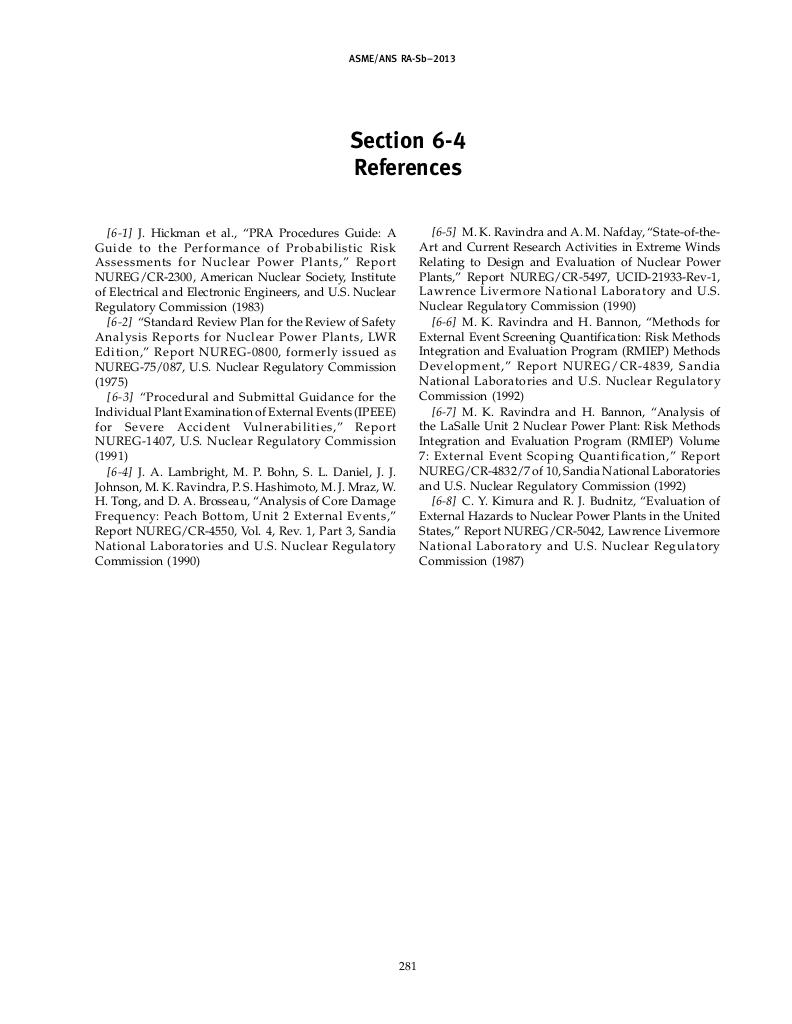 ASME/ANS RA-Sb–2013
Section 6-4
References
[6-1] J. Hickman et al., “PRA Procedures Guide: A
Guide to the Performance of Probabilistic Risk
Assessments for Nuclear Power Plants,” Report
NUREG/CR-2300, American Nuclear Society, Institute
of Electrical and Electronic Engineers, and U.S. Nuclear
Regulatory Commission (1983)
[6-2] “Standard Review Plan for the Review of Safety
Analysis Reports for Nuclear Power Plants, LWR
Edition,” Report NUREG-0800, formerly issued as
NUREG-75/087, U.S. Nuclear Regulatory Commission
(1975)
[6-3] “Procedural and Submittal Guidance for the
Individual Plant Examination of External Events (IPEEE)
for Severe Accident Vulnerabilities,” Report
NUREG-1407, U.S. Nuclear Regulatory Commission
(1991)
[6-4] J. A. Lambright, M. P. Bohn, S. L. Daniel, J. J.
Johnson, M. K. Ravindra, P. S. Hashimoto, M. J. Mraz, W.
H. Tong, and D. A. Brosseau, “Analysis of Core Damage
Frequency: Peach Bottom, Unit 2 External Events,”
Report NUREG/CR-4550, Vol. 4, Rev. 1, Part 3, Sandia
National Laboratories and U.S. Nuclear Regulatory
Commission (1990)
[6-5] M. K. Ravindra and A. M. Nafday, “State-of-the-
Art and Current Research Activities in Extreme Winds
Relating to Design and Evaluation of Nuclear Power
Plants,” Report NUREG/CR-5497, UCID-21933-Rev-1,
Lawrence Livermore National Laboratory and U.S.
Nuclear Regulatory Commission (1990)
[6-6] M. K. Ravindra and H. Bannon, “Methods for
External Event Screening Quantification: Risk Methods
Integration and Evaluation Program (RMIEP) Methods
Development,” Report NUREG/CR-4839, Sandia
National Laboratories and U.S. Nuclear Regulatory
Commission (1992)
[6-7] M. K. Ravindra and H. Bannon, “Analysis of
the LaSalle Unit 2 Nuclear Power Plant: Risk Methods
Integration and Evaluation Program (RMIEP) Volume
7: External Event Scoping Quantification,” Report
NUREG/CR-4832/7 of 10, Sandia National Laboratories
and U.S. Nuclear Regulatory Commission (1992)
[6-8] C. Y. Kimura and R. J. Budnitz, “Evaluation of
External Hazards to Nuclear Power Plants in the United
States,” Report NUREG/CR-5042, Lawrence Livermore
National Laboratory and U.S. Nuclear Regulatory
Commission (1987)
281